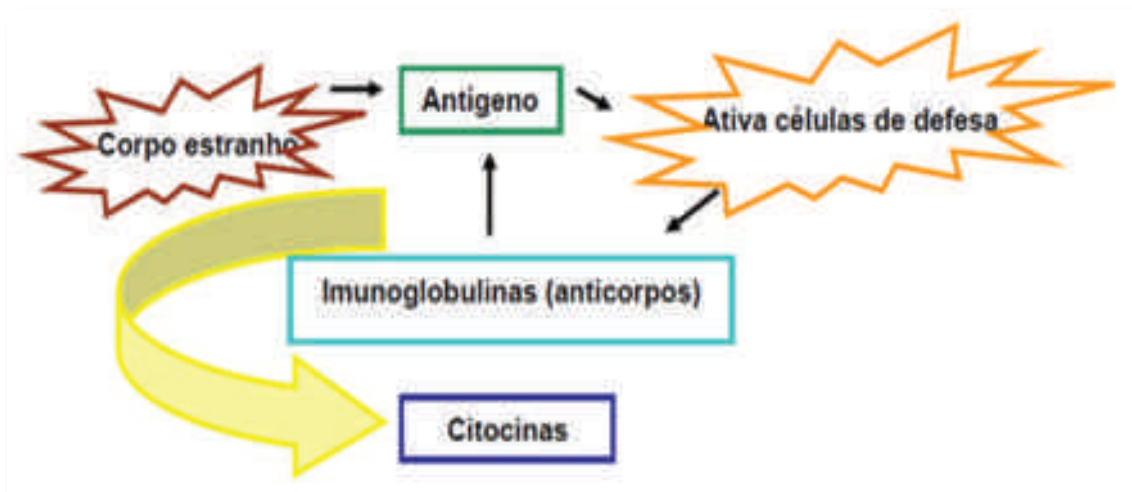 Corpo estranho
Antigeno
Ativa células de defesa
Imunoglobulinas (anticorpos)
Citocinas